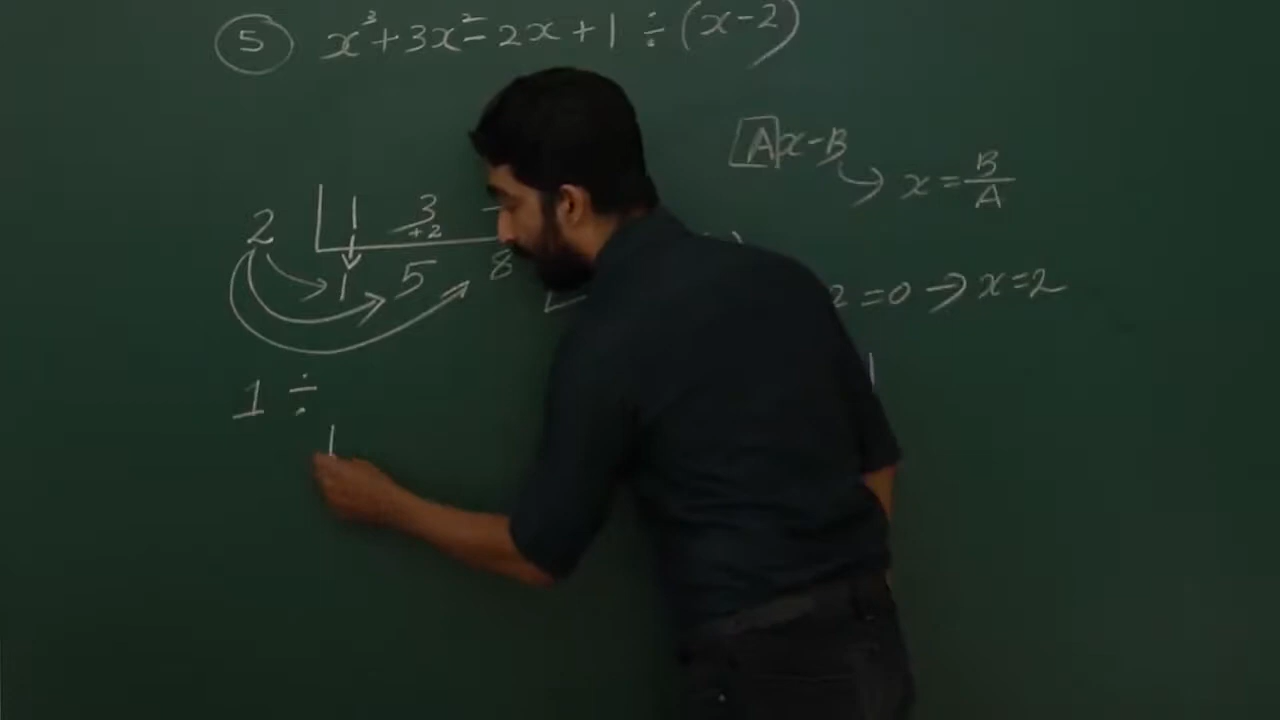 5 x³+3x²-2x+1 ÷ (x-2)
Ax-B
x=B/A
2 1 3
+2
1 5 8
2=0 → x=2
1 ÷